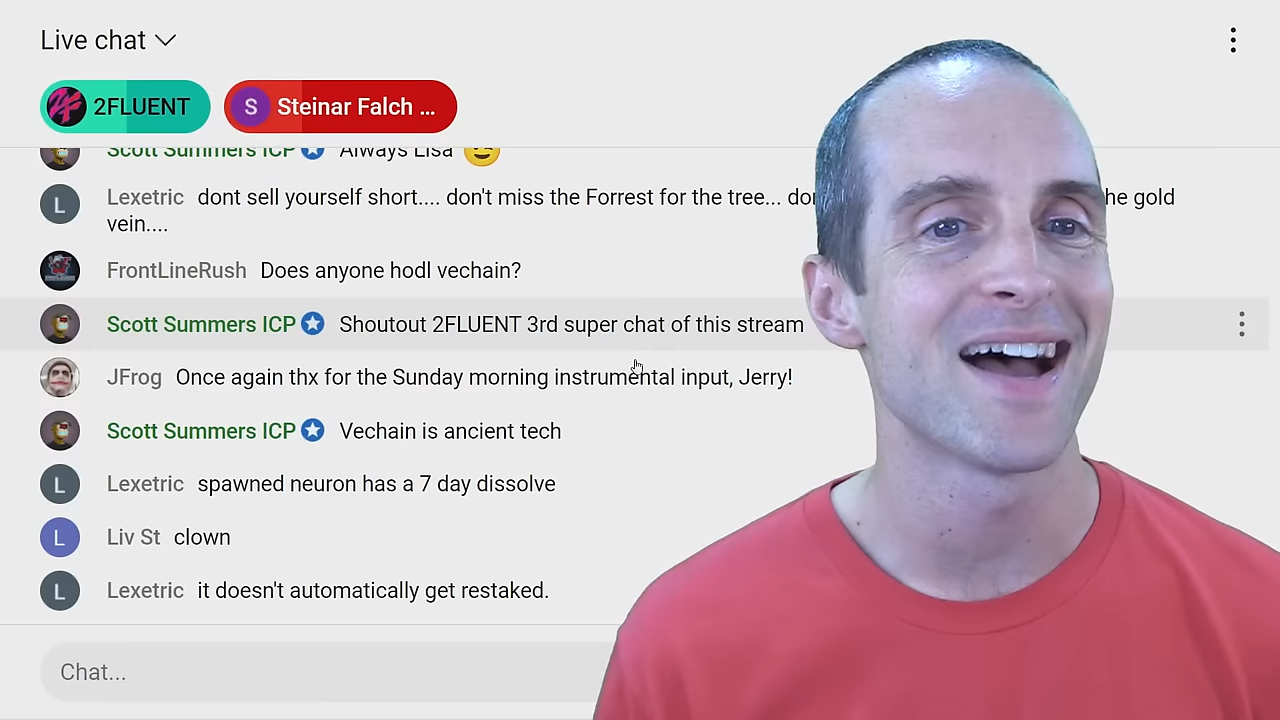 Live chat
2FLUENT
S Steinar Falch ...
Scott Summers ICP Always Lisa
L Lexetric dont sell yourself short.... don't miss the Forrest for the tree... he gold
vein....
FrontLineRush Does anyone hodl vechain?
Scott Summers ICP Shoutout 2FLUENT 3rd super chat of this stream
JFrog Once again thx for the Sunday morning instrumental input, Jerry!
Scott Summers ICP Vechain is ancient tech
L Lexetric spawned neuron has a 7 day dissolve
L Liv St clown
L Lexetric it doesn't automatically get restaked.
Chat...